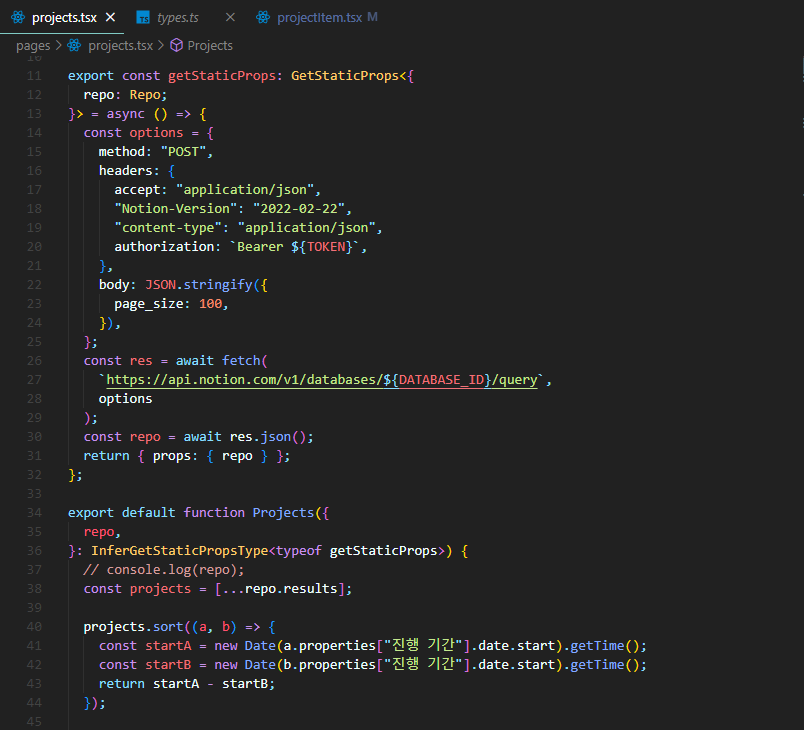 projects.tsx
TS types.ts
projectItem.tsx M
pages > projects.tsx > Projects
10
11 export const getStaticProps: GetStaticProps<{
12   repo: Repo;
13 }> = async () => {
14   const options = {
15     method: "POST",
16     headers: {
17       accept: "application/json",
18       "Notion-Version": "2022-02-22",
19       "content-type": "application/json",
20       authorization: `Bearer ${TOKEN}`,
21     },
22     body: JSON.stringify({
23       page_size: 100,
24     }),
25   };
26   const res = await fetch(
27     `https://api.notion.com/v1/databases/${DATABASE_ID}/query`,
28     options
29   );
30   const repo = await res.json();
31   return { props: { repo } };
32 };
33
34 export default function Projects({
35   repo,
36 }: InferGetStaticPropsType<typeof getStaticProps>) {
37   // console.log(repo);
38   const projects = [...repo.results];
39
40   projects.sort((a, b) => {
41     const startA = new Date(a.properties["진행 기간"].date.start).getTime();
42     const startB = new Date(b.properties["진행 기간"].date.start).getTime();
43     return startA - startB;
44   });
45